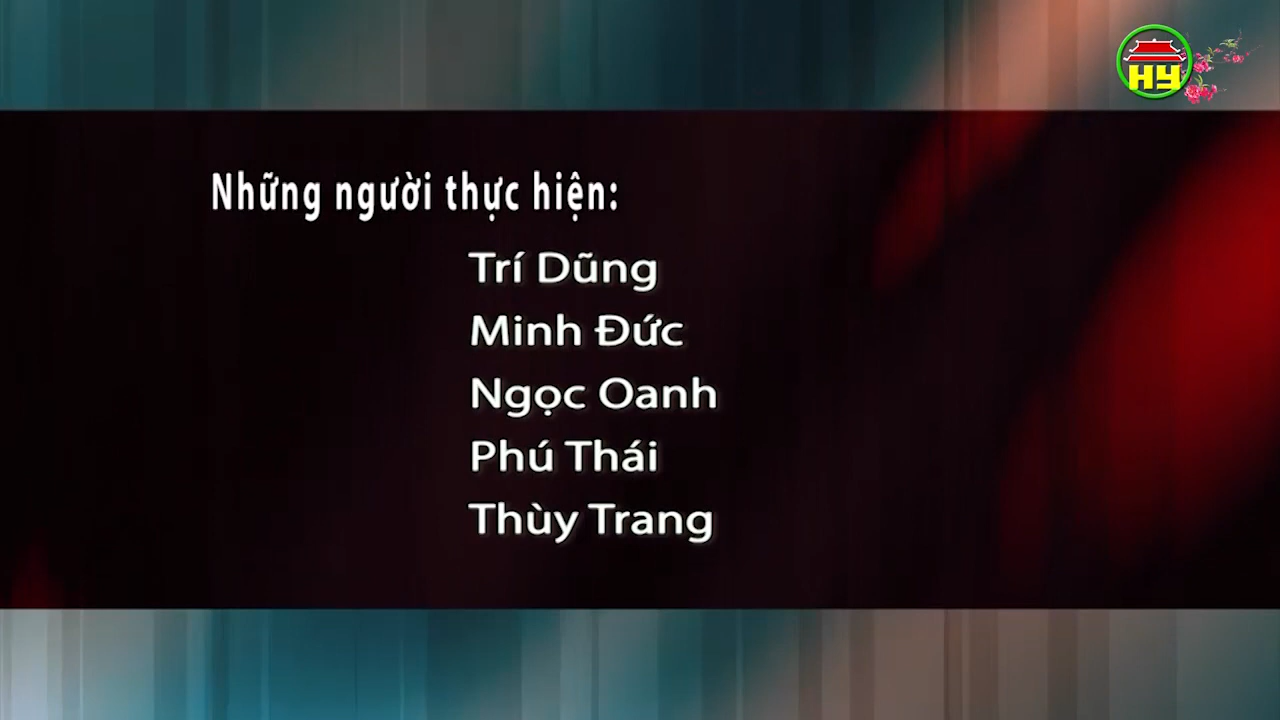 HY
Những người thực hiện:
Trí Dũng
Minh Đức
Ngọc Oanh
Phú Thái
Thùy Trang